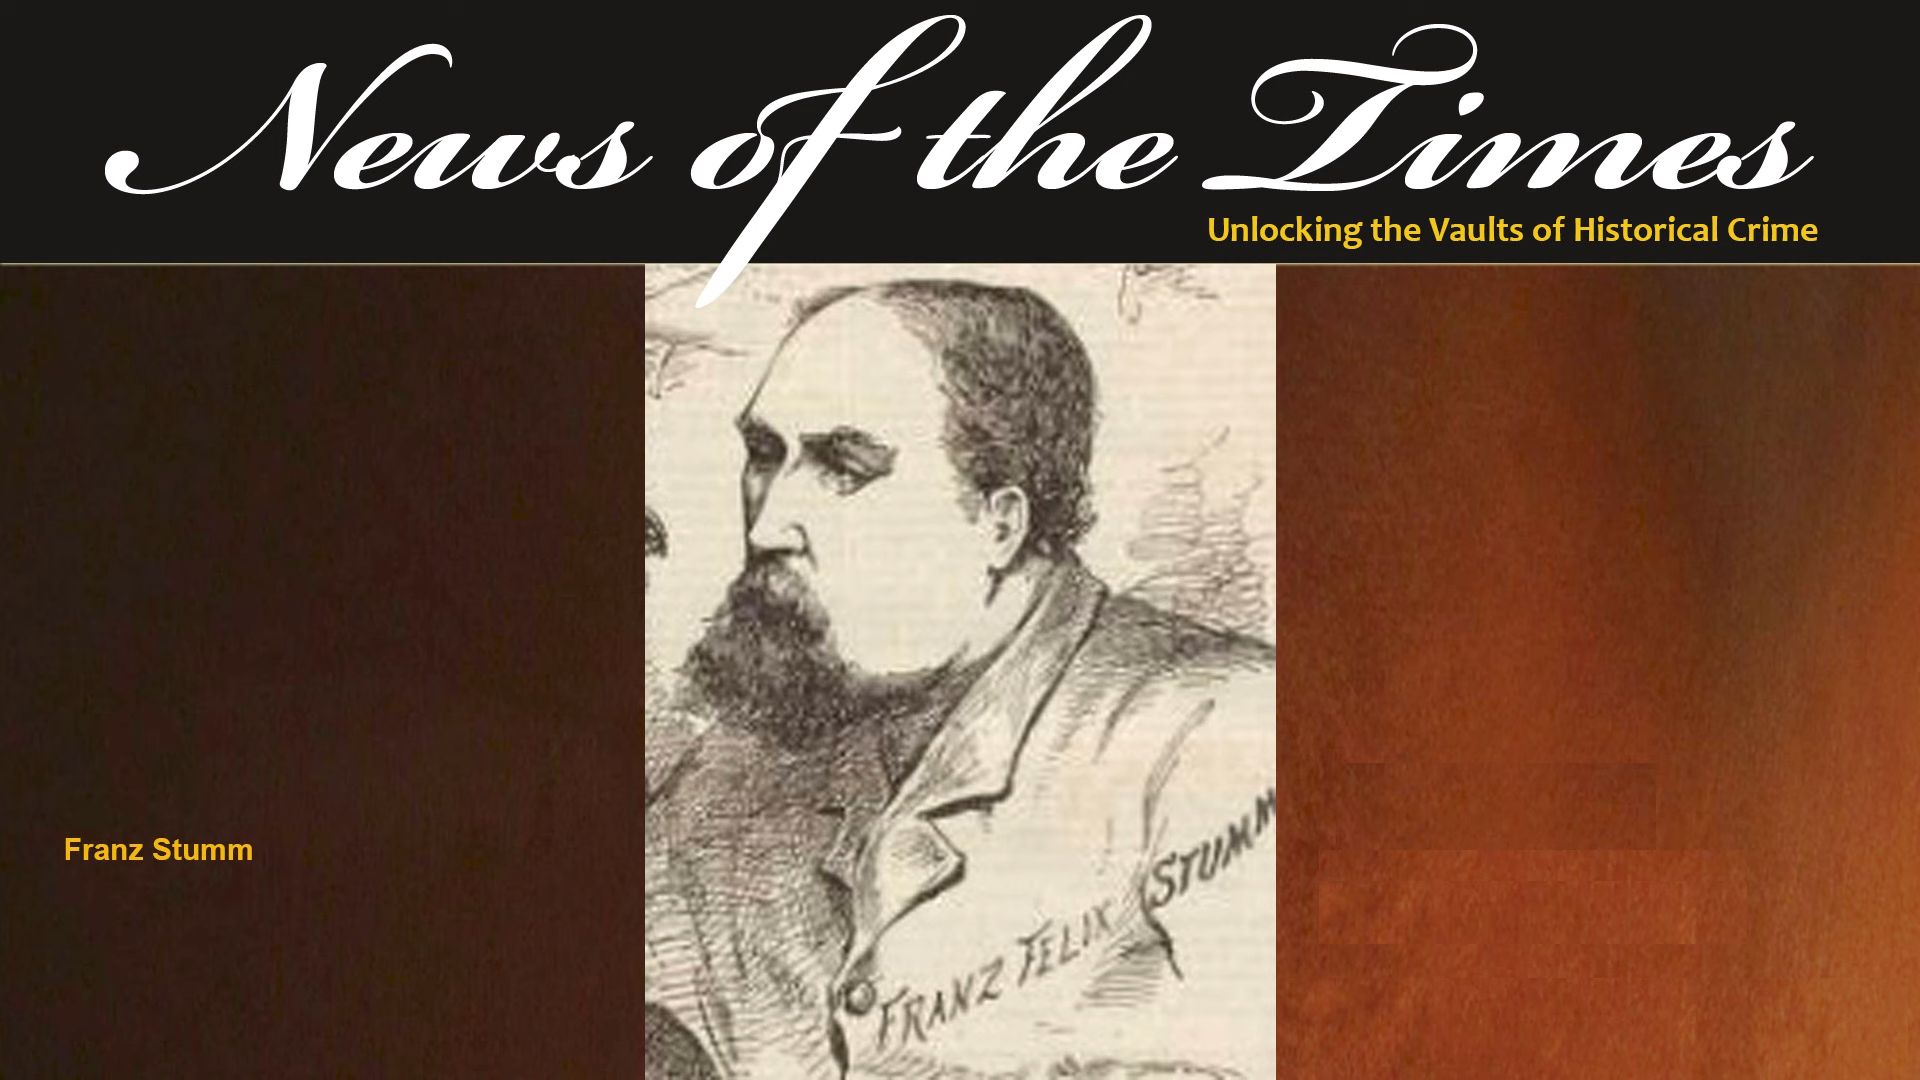 News of the Times
Unlocking the Vaults of Historical Crime
Franz Stumm
FRANZ FELIX STUMM